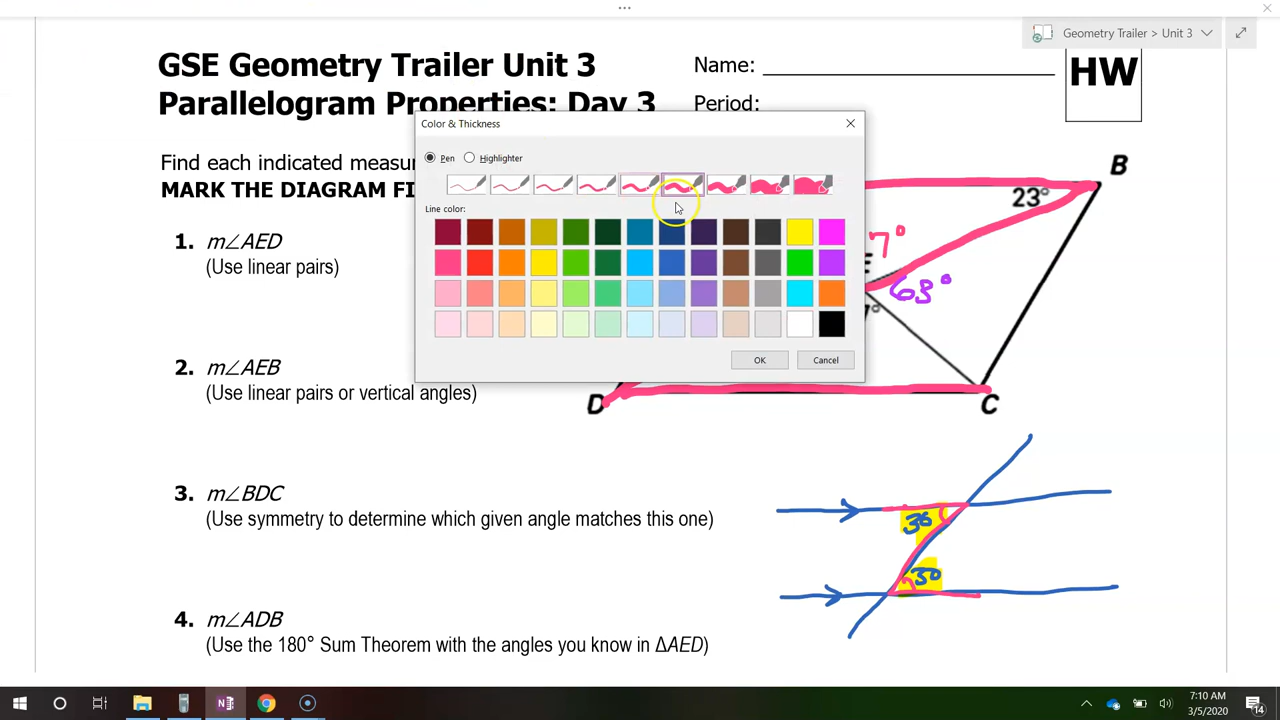 Geometry Trailer > Unit 3
GSE Geometry Trailer Unit 3
Parallelogram Properties: Day 3
Name:
Period:
HW
Find each indicated measu
MARK THE DIAGRAM FI
Color & Thickness
Pen
Highlighter
Line color:
OK
Cancel
B
23°
7°
E
63°
7°
D
C
1. m∠AED
(Use linear pairs)
2. m∠AEB
(Use linear pairs or vertical angles)
3. m∠BDC
(Use symmetry to determine which given angle matches this one)
30
30
4. m∠ADB
(Use the 180° Sum Theorem with the angles you know in ΔAED)
7:10 AM
3/5/2020
14